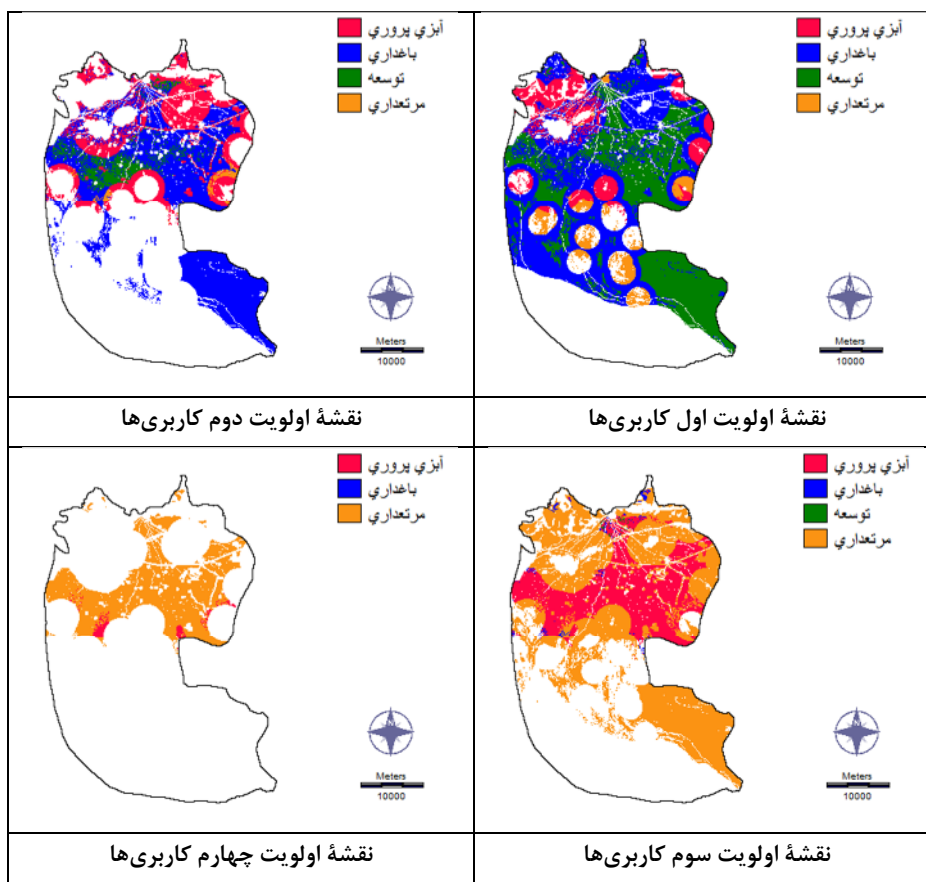 آبزي پروري
باغداري
توسعه
مرتعداري
Meters
10000
نقشۀ اولویت اول کاربری‌ها
آبزي پروري
باغداري
توسعه
مرتعداري
Meters
10000
نقشۀ اولویت دوم کاربری‌ها
آبزي پروري
باغداري
توسعه
مرتعداري
Meters
10000
نقشۀ اولویت سوم کاربری‌ها
آبزي پروري
باغداري
مرتعداري
Meters
10000
نقشۀ اولویت چهارم کاربری‌ها